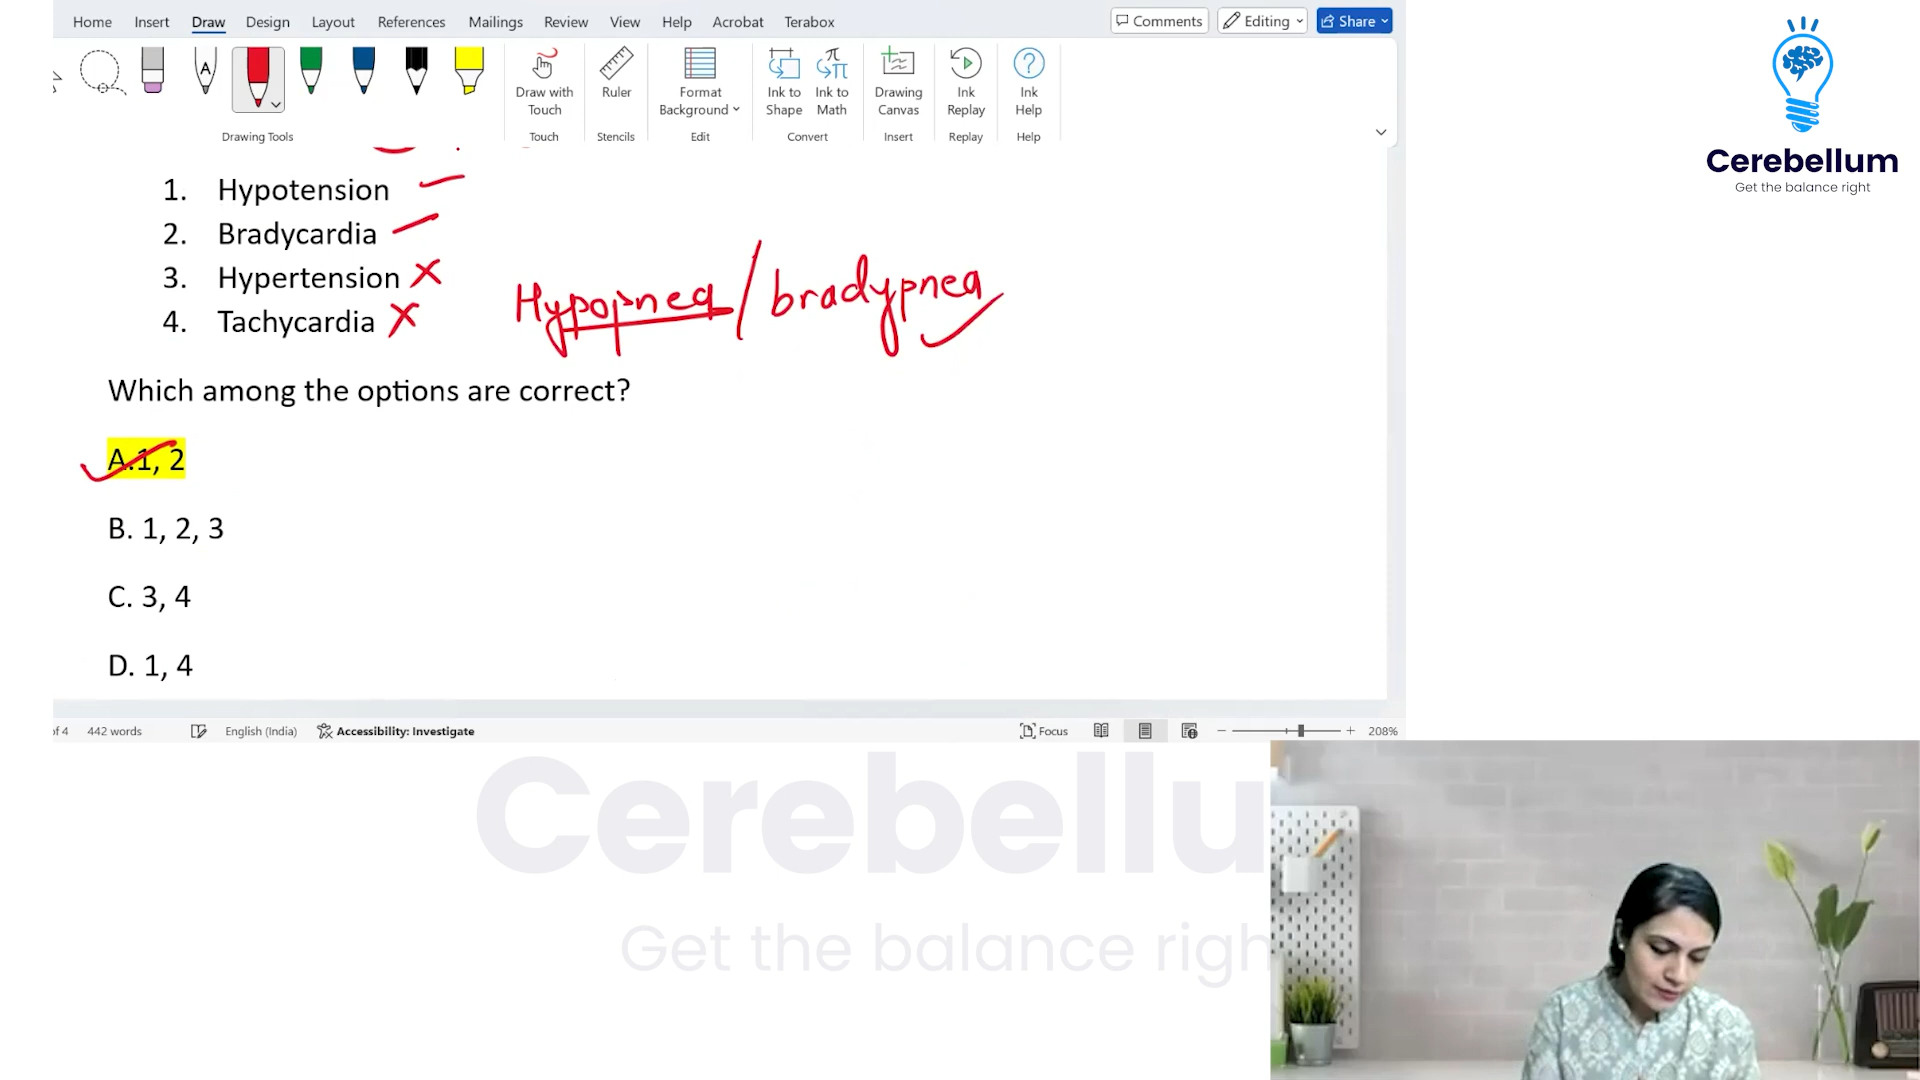 Home Insert Draw Design Layout References Mailings Review View Help Acrobat Terabox Comments Editing Share
A
Draw with Touch
Ruler
Format Background
Ink to Shape
Ink to Math
Drawing Canvas
Ink Replay
Ink Help
Drawing Tools Touch Stencils Edit Convert Insert Replay Help
Cerebellum
Get the balance right
1. Hypotension
2. Bradycardia
3. Hypertension X
4. Tachycardia X
Hypopnea / bradypnea
Which among the options are correct?
A.1, 2
B. 1, 2, 3
C. 3, 4
D. 1, 4
of 4 442 words English (India) Accessibility: Investigate Focus 208%
Cerebellu
Get the balance righ